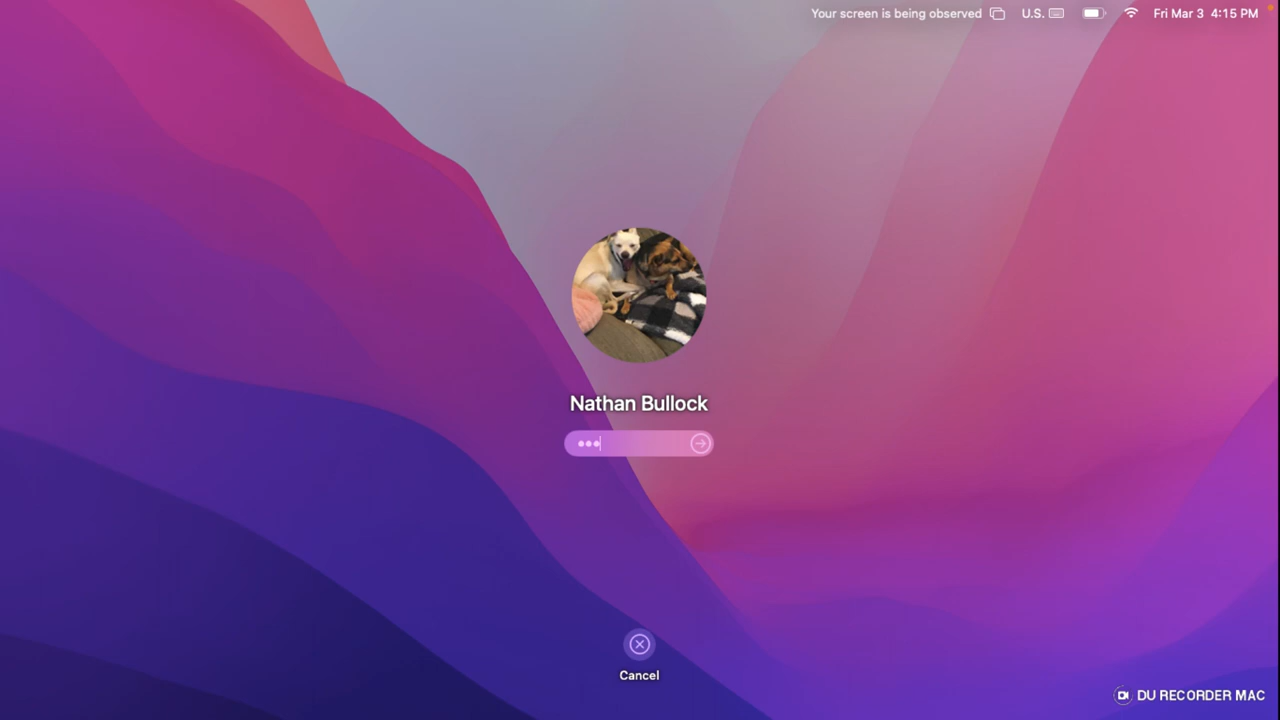 Your screen is being observed U.S. Fri Mar 3 4:15 PM
Nathan Bullock
Cancel
DU RECORDER MAC